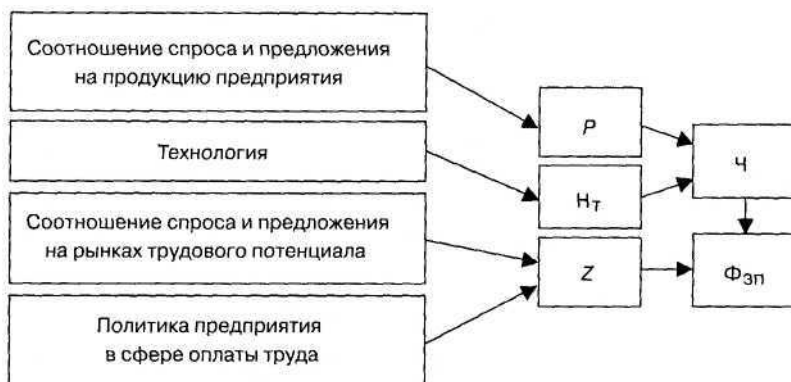 Соотношение спроса и предложения
на продукцию предприятия
Технология
Соотношение спроса и предложения
на рынках трудового потенциала
Политика предприятия
в сфере оплаты труда
P
Нт
Z
Ч
Фзп